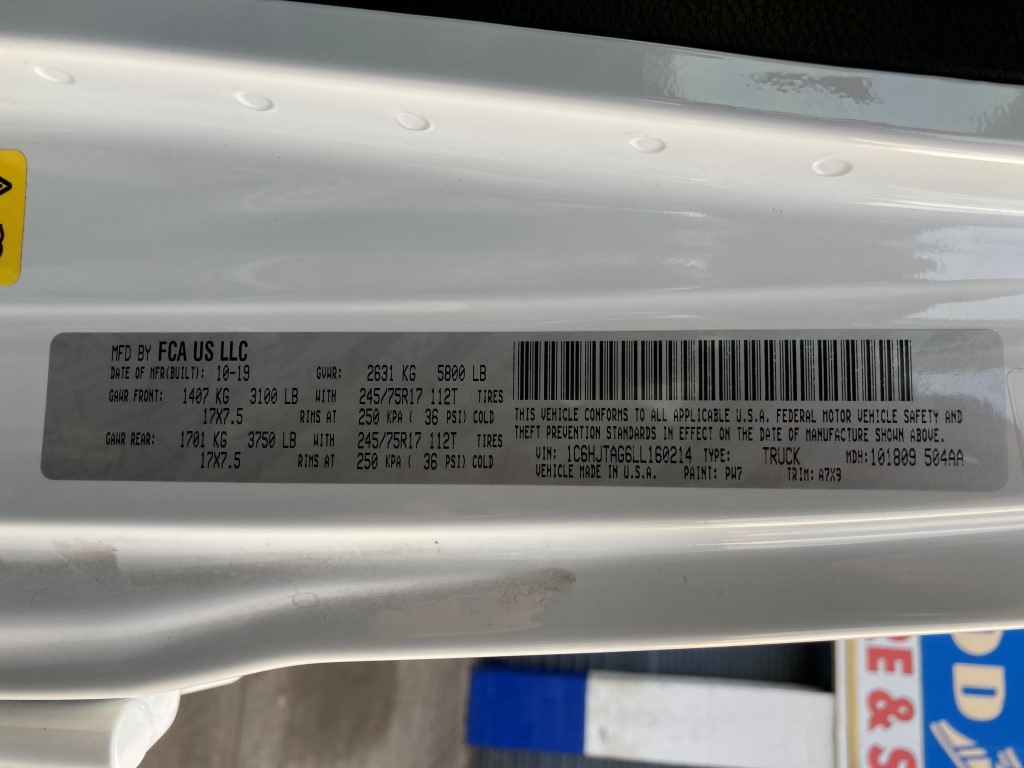 MFD BY FCA US LLC
DATE OF MFR(BUILT): 10-19 GVWR: 2631 KG 5800 LB
GAWR FRONT: 1407 KG 3100 LB WITH 245/75R17 112T TIRES
17X7.5 RIMS AT 250 KPA ( 36 PSI) COLD
GAWR REAR: 1701 KG 3750 LB WITH 245/75R17 112T TIRES
17X7.5 RIMS AT 250 KPA ( 36 PSI) COLD
THIS VEHICLE CONFORMS TO ALL APPLICABLE U.S.A. FEDERAL MOTOR VEHICLE SAFETY AND
THEFT PREVENTION STANDARDS IN EFFECT ON THE DATE OF MANUFACTURE SHOWN ABOVE.
VIN: 1C6HJTAG6LL160214 TYPE: TRUCK MDH: 101809 504AA
VEHICLE MADE IN U.S.A. PAINT: PW7 TRIM: A7X9